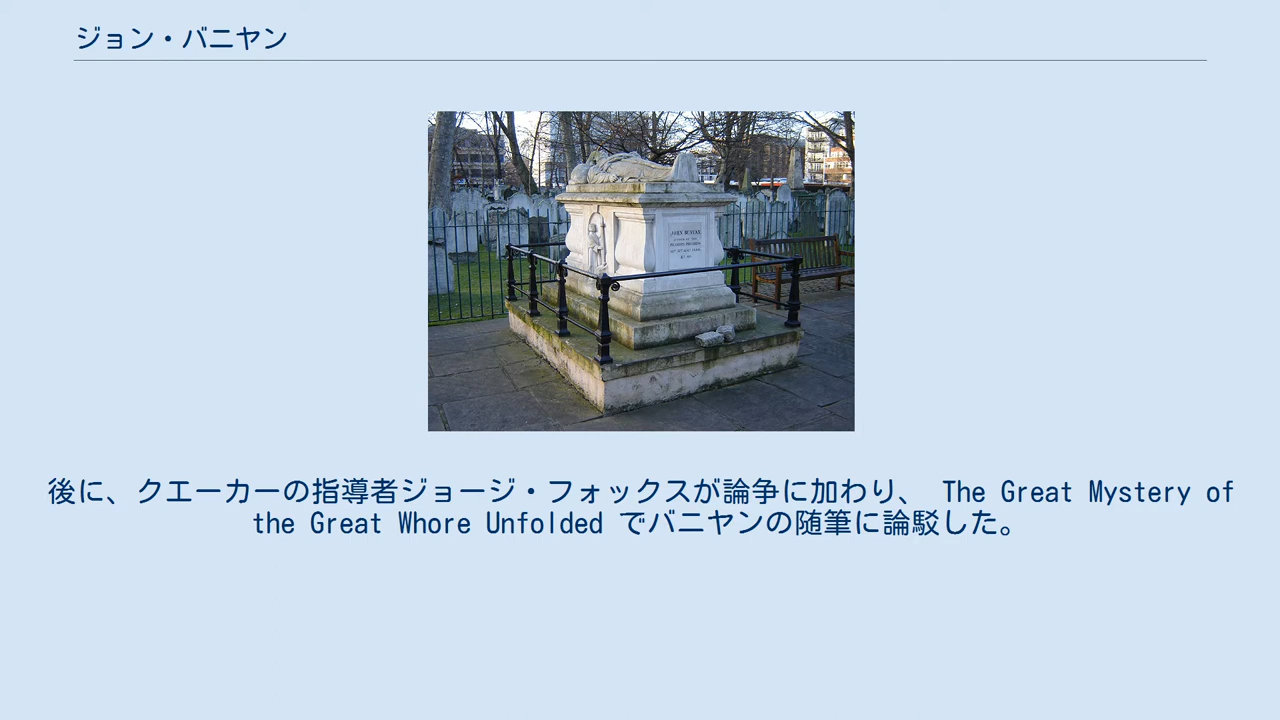 ジョン・バニヤン
JOHN BUNYAN
後に、クエーカーの指導者ジョージ・フォックスが論争に加わり、 The Great Mystery of
the Great Whore Unfolded でバニヤンの随筆に論駁した。